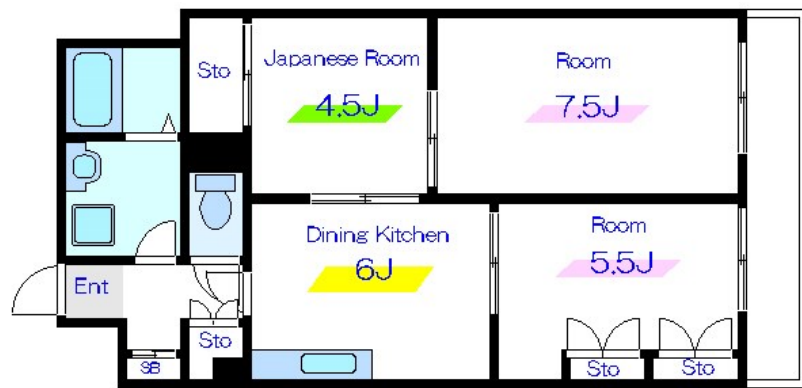 Sto
Japanese Room
4.5J
Room
7.5J
Ent
Dining Kitchen
6J
Room
5.5J
Sto
SB
Sto
Sto